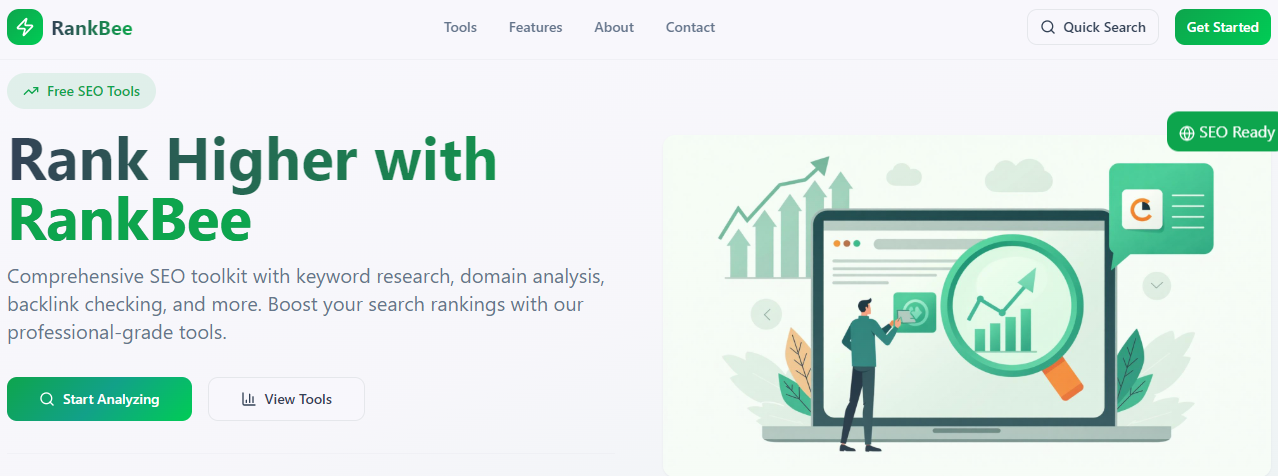 RankBee
Tools
Features
About
Contact
Quick Search
Get Started
Free SEO Tools
SEO Ready
Rank Higher with
RankBee
Comprehensive SEO toolkit with keyword research, domain analysis,
backlink checking, and more. Boost your search rankings with our
professional-grade tools.
Start Analyzing
View Tools